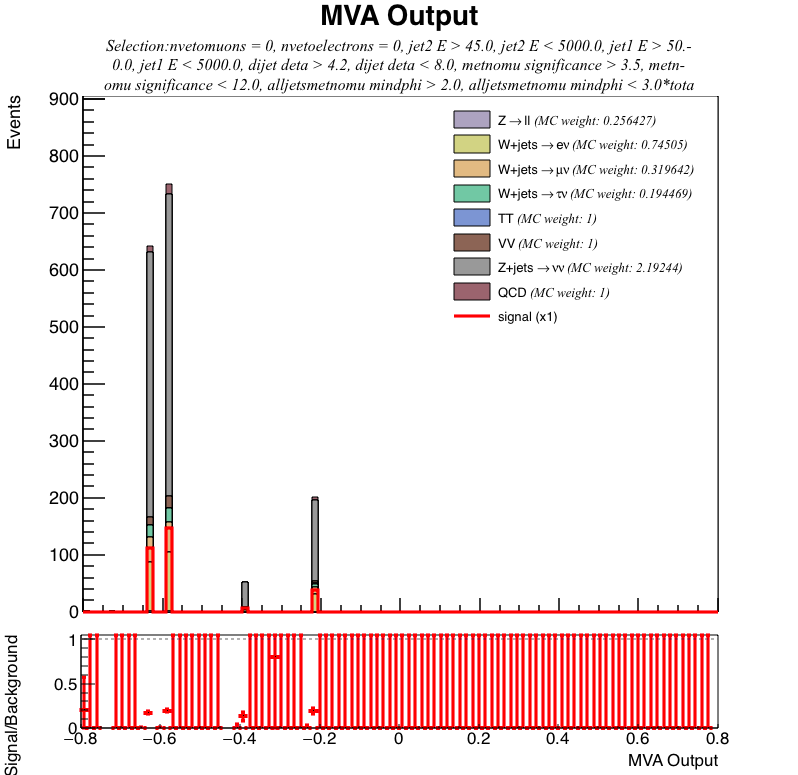 MVA Output
Selection:nvetomuons = 0, nvetoelectrons = 0, jet2 E > 45.0, jet2 E < 5000.0, jet1 E > 50.-
0.0, jet1 E < 5000.0, dijet deta > 4.2, dijet deta < 8.0, metnomu significance > 3.5, metn-
omu significance < 12.0, alljetsmetnomu mindphi > 2.0, alljetsmetnomu mindphi < 3.0*tota
Events
900
800
700
600
500
400
300
200
100
0
Z→ll (MC weight: 0.256427)
W+jets→eν (MC weight: 0.74505)
W+jets→μν (MC weight: 0.319642)
W+jets→τν (MC weight: 0.194469)
TT (MC weight: 1)
VV (MC weight: 1)
Z+jets→νν (MC weight: 2.19244)
QCD (MC weight: 1)
signal (x1)
Signal/Background
1
0.5
0
−0.8 −0.6 −0.4 −0.2 0 0.2 0.4 0.6 0.8
MVA Output